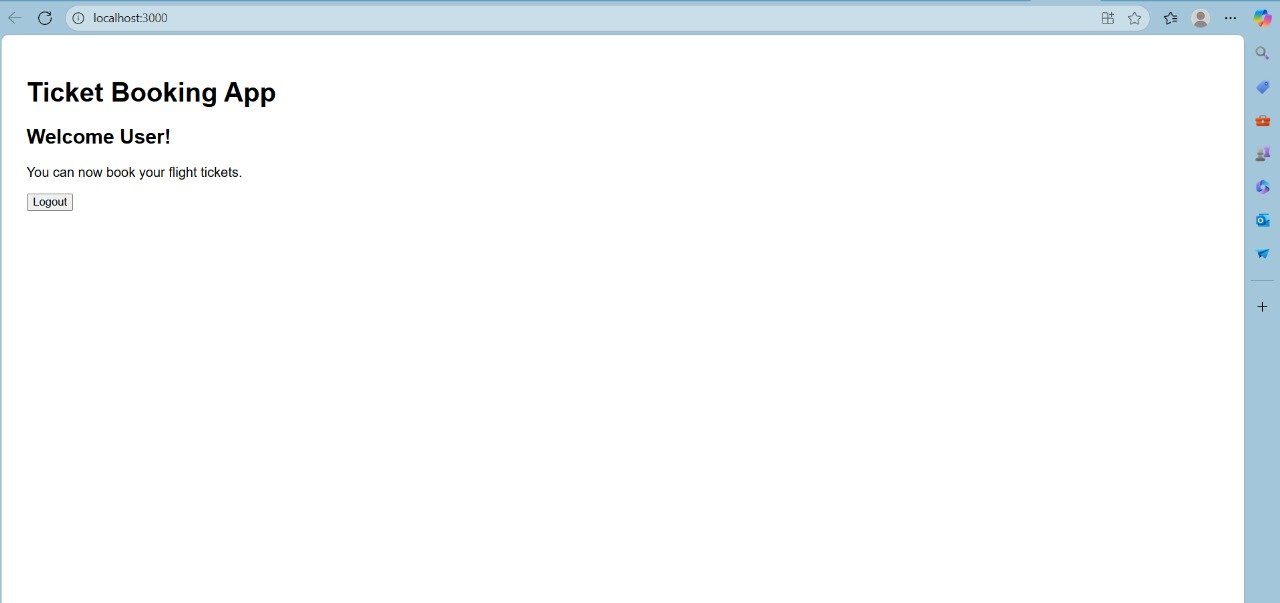 localhost:3000
Ticket Booking App
Welcome User!
You can now book your flight tickets.
Logout